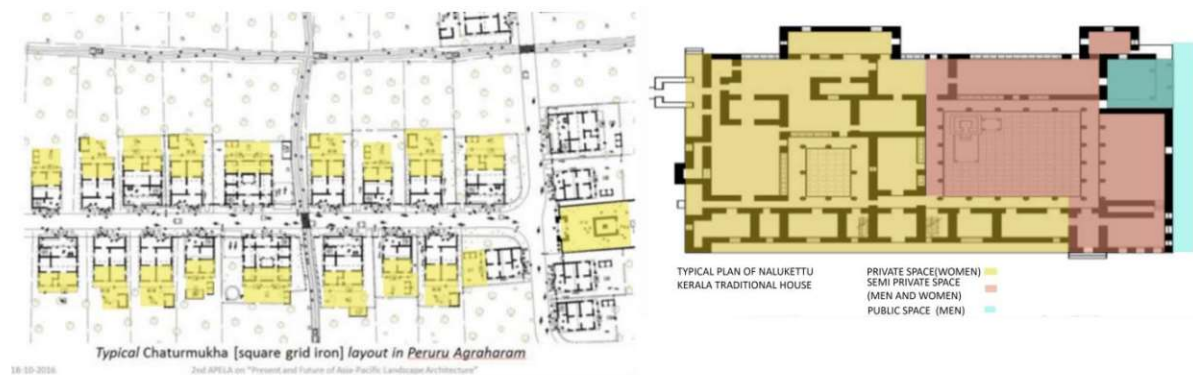 Typical Chaturmukha [square grid iron] layout in Peruru Agraharam
18-10-2016
2nd APELA on "Present and Future of Asia-Pacific Landscape Architecture"
TYPICAL PLAN OF NALUKETTU
KERALA TRADITIONAL HOUSE
PRIVATE SPACE(WOMEN)
SEMI PRIVATE SPACE
(MEN AND WOMEN)
PUBLIC SPACE (MEN)